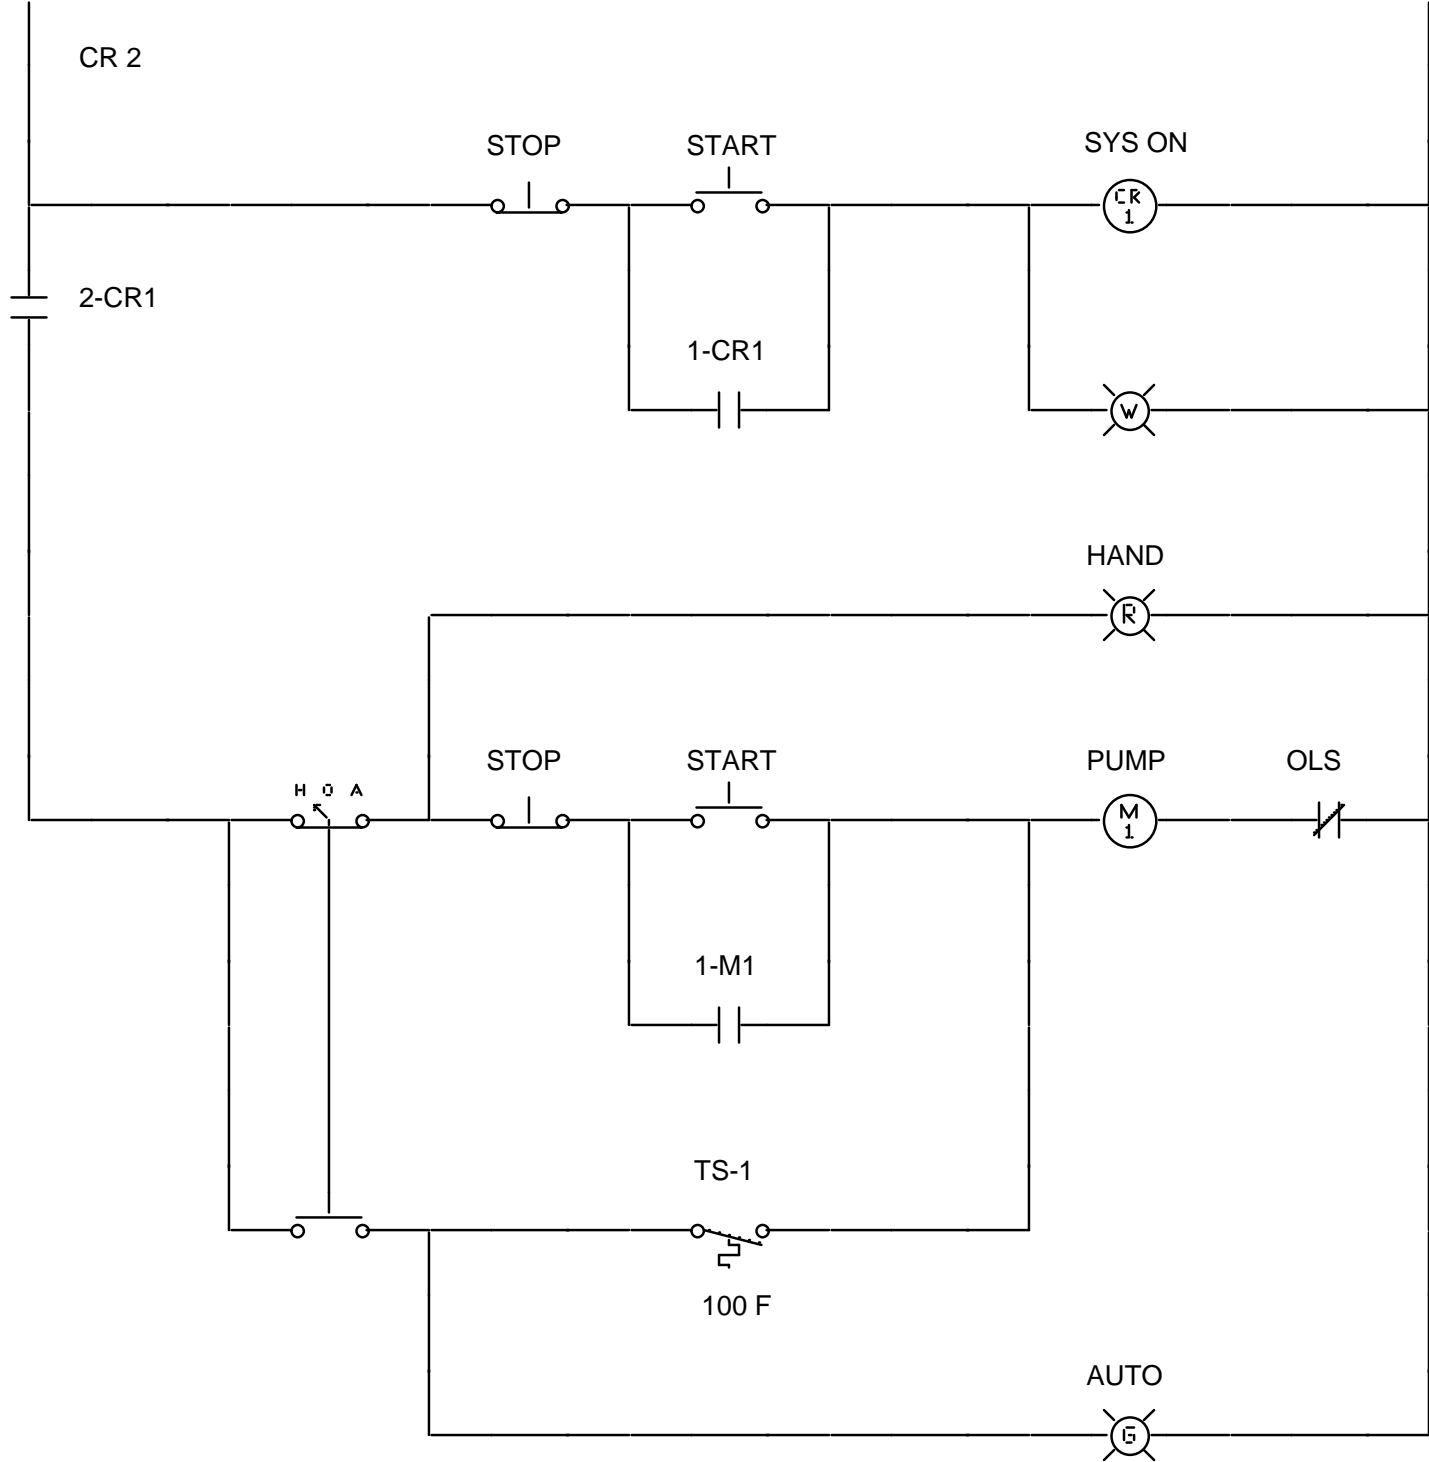 CR 2
STOP START SYS ON
CR
1
2-CR1
1-CR1
W
HAND
R
STOP START PUMP OLS
H O A
M
1
1-M1
TS-1
100 F
AUTO
G